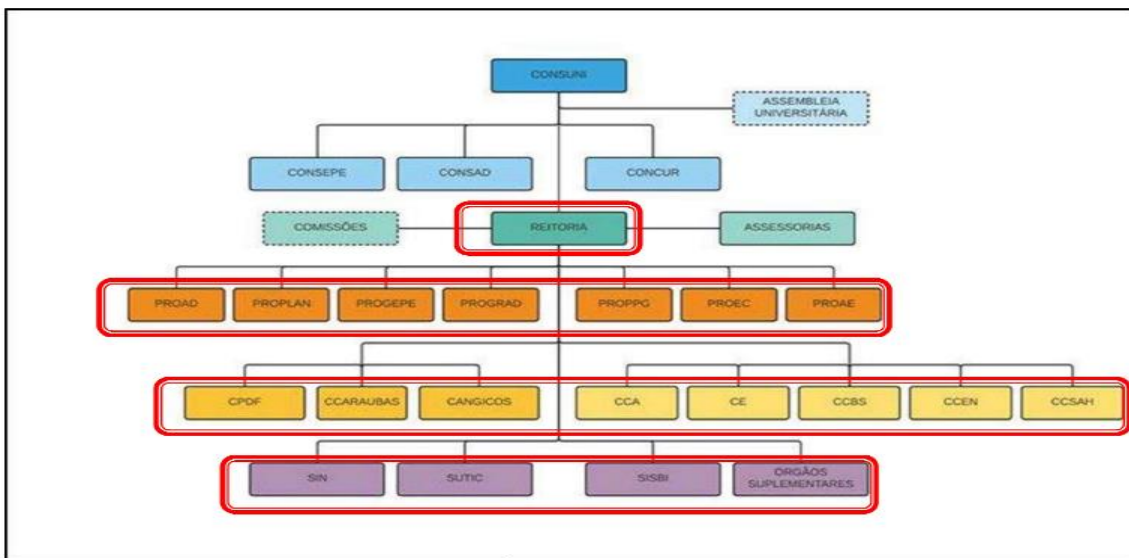 CONSUNI
ASSEMBLEIA
UNIVERSITÁRIA
CONSEPE
CONSAD
CONCUR
COMISSÕES
REITORIA
ASSESSORIAS
PROAD
PROPLAN
PROGEPE
PROGRAD
PROPPG
PROEC
PROAE
CPDF
CCARAUBAS
CANGICOS
CCA
CE
CCBS
CCEN
CCSAH
SIN
SUTIC
SISBI
ORGÃOS
SUPLEMENTARES